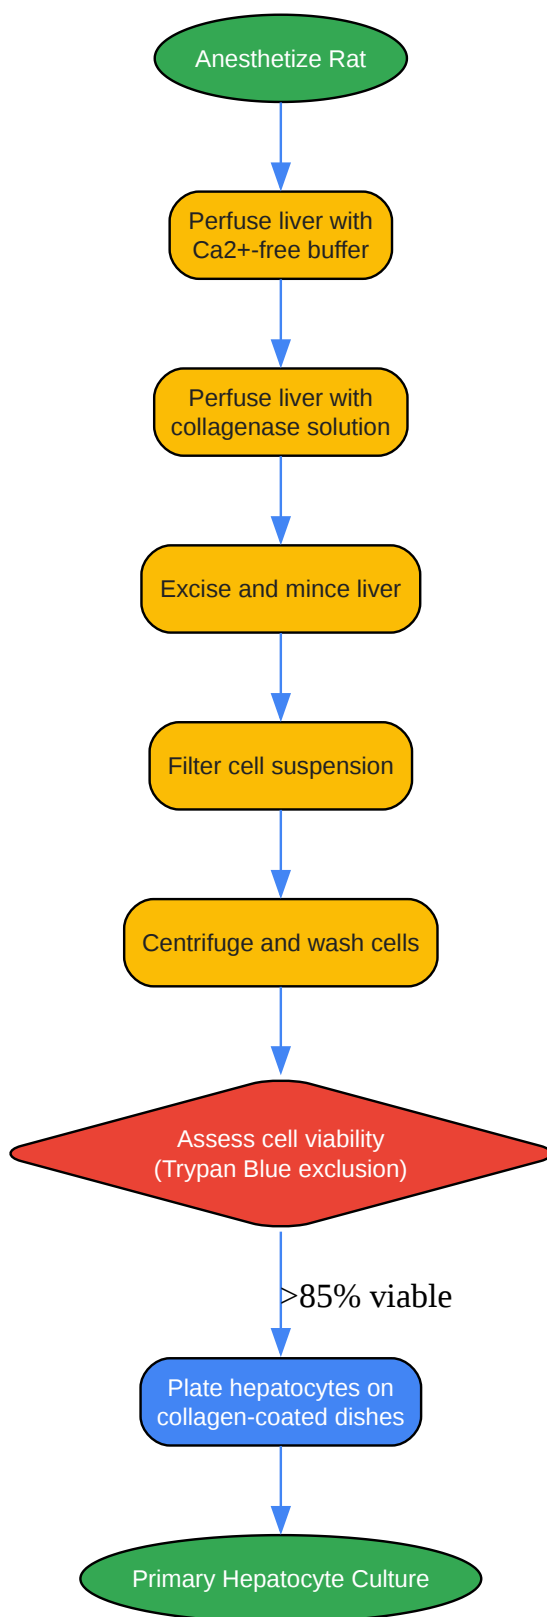 Anesthetize Rat
Perfuse liver with
Ca2+-free buffer
Perfuse liver with
collagenase solution
Excise and mince liver
Filter cell suspension
Centrifuge and wash cells
Assess cell viability
(Trypan Blue exclusion)
>85% viable
Plate hepatocytes on
collagen-coated dishes
Primary Hepatocyte Culture